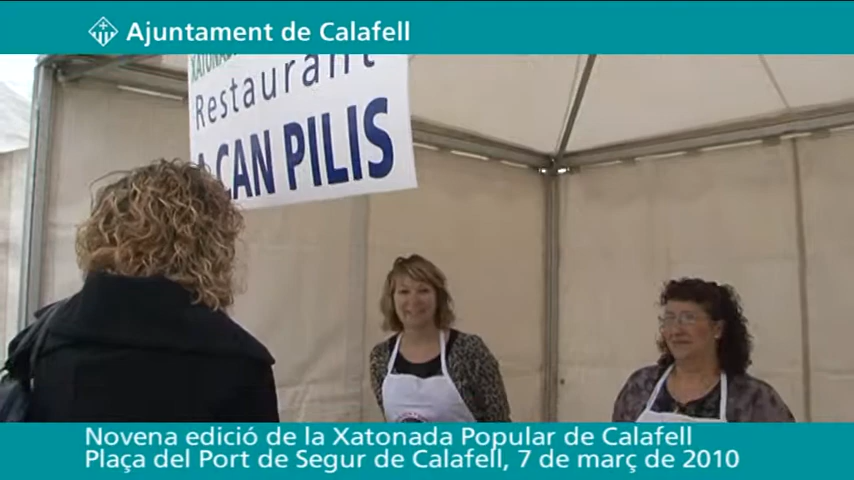 Ajuntament de Calafell
XATONADA
Restaurant
CAN PILIS
Novena edició de la Xatonada Popular de Calafell
Plaça del Port de Segur de Calafell, 7 de març de 2010